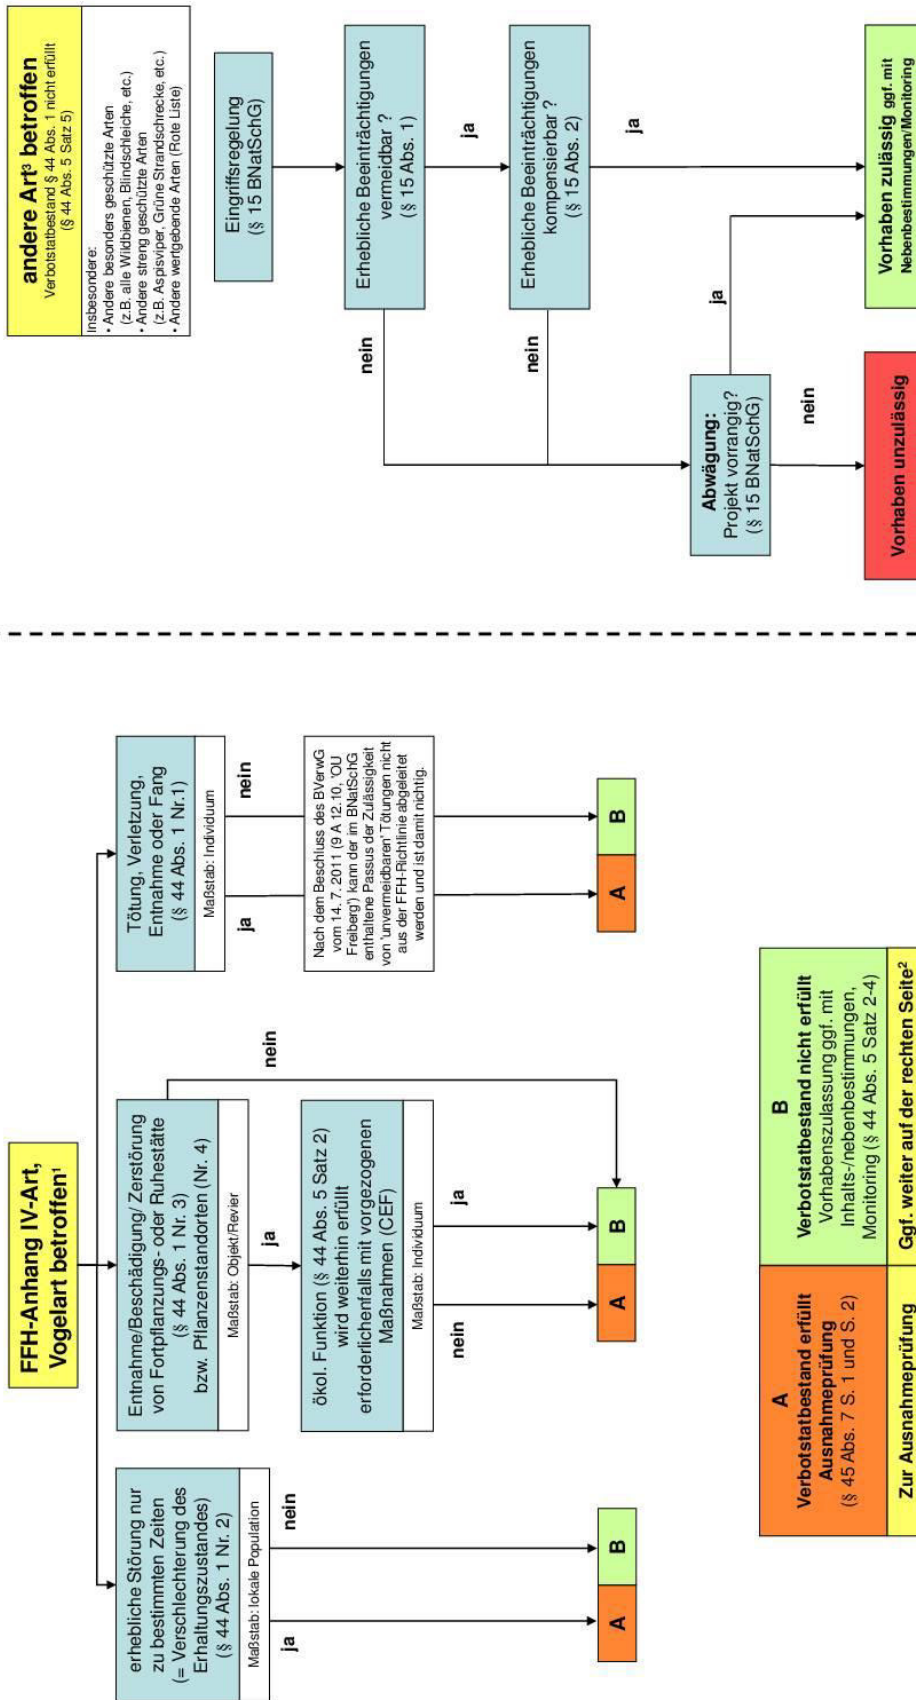 FFH-Anhang IV-Art,
Vogelart betroffen¹
erhebliche Störung nur
zu bestimmten Zeiten
(= Verschlechterung des
Erhaltungszustandes)
(§ 44 Abs. 1 Nr. 2)
Maßstab: lokale Population
ja
nein
A
B
Entnahme/Beschädigung/ Zerstörung
von Fortpflanzungs- oder Ruhestätte
(§ 44 Abs. 1 Nr. 3)
bzw. Pflanzenstandorten (Nr. 4)
Maßstab: Objekt/Revier
ja
nein
ökol. Funktion (§ 44 Abs. 5 Satz 2)
wird weiterhin erfüllt
erforderlichenfalls mit vorgezogenen
Maßnahmen (CEF)
Maßstab: Individuum
nein
ja
A
B
Tötung, Verletzung,
Entnahme oder Fang
(§ 44 Abs. 1 Nr.1)
Maßstab: Individuum
ja
nein
Nach dem Beschluss des BVerwG
vom 14. 7. 2011 (9 A 12.10, 'OU
Freiberg') kann der im BNatSchG
enthaltene Passus der Zulässigkeit
von 'unvermeidbaren' Tötungen nicht
aus der FFH-Richtlinie abgeleitet
werden und ist damit nichtig.
A
B
A
Verbotstatbestand erfüllt
Ausnahmeprüfung
(§ 45 Abs. 7 S. 1 und S. 2)
Zur Ausnahmeprüfung
B
Verbotstatbestand nicht erfüllt
Vorhabenszulassung ggf. mit
Inhalts-/nebenbestimmungen,
Monitoring (§ 44 Abs. 5 Satz 2-4)
Ggf. weiter auf der rechten Seite²
andere Art³ betroffen
Verbotstatbestand § 44 Abs. 1 nicht erfüllt
(§ 44 Abs. 5 Satz 5)
Insbesondere:
• Andere besonders geschützte Arten
(z.B. alle Wildbienen, Blindschleiche, etc.)
• Andere streng geschützte Arten
(z.B. Aspisviper, Grüne Strandschrecke, etc.)
• Andere wertgebende Arten (Rote Liste)
Eingriffsregelung
(§ 15 BNatSchG)
Erhebliche Beeinträchtigungen
vermeidbar ?
(§ 15 Abs. 1)
nein
ja
Erhebliche Beeinträchtigungen
kompensierbar ?
(§ 15 Abs. 2)
nein
ja
Abwägung:
Projekt vorrangig?
(§ 15 BNatSchG)
ja
nein
Vorhaben unzulässig
Vorhaben zulässig ggf. mit
Nebenbestimmungen/Monitoring